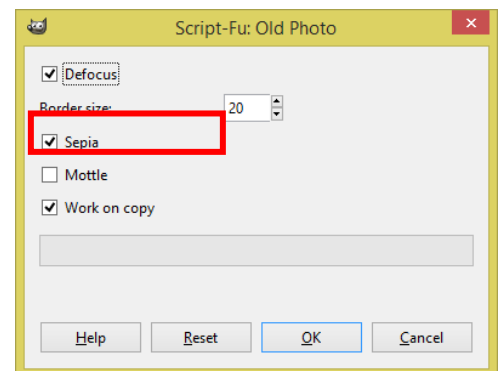 Script-Fu: Old Photo
Defocus
Border size: 20
Sepia
Mottle
Work on copy
Help Reset OK Cancel